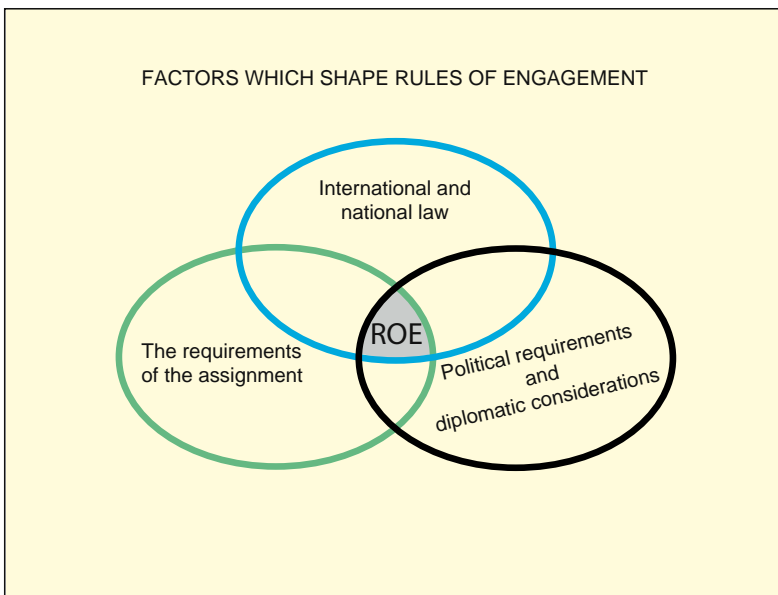 FACTORS WHICH SHAPE RULES OF ENGAGEMENT
International and
national law
ROE
The requirements
of the assignment
Political requirements
and
diplomatic considerations